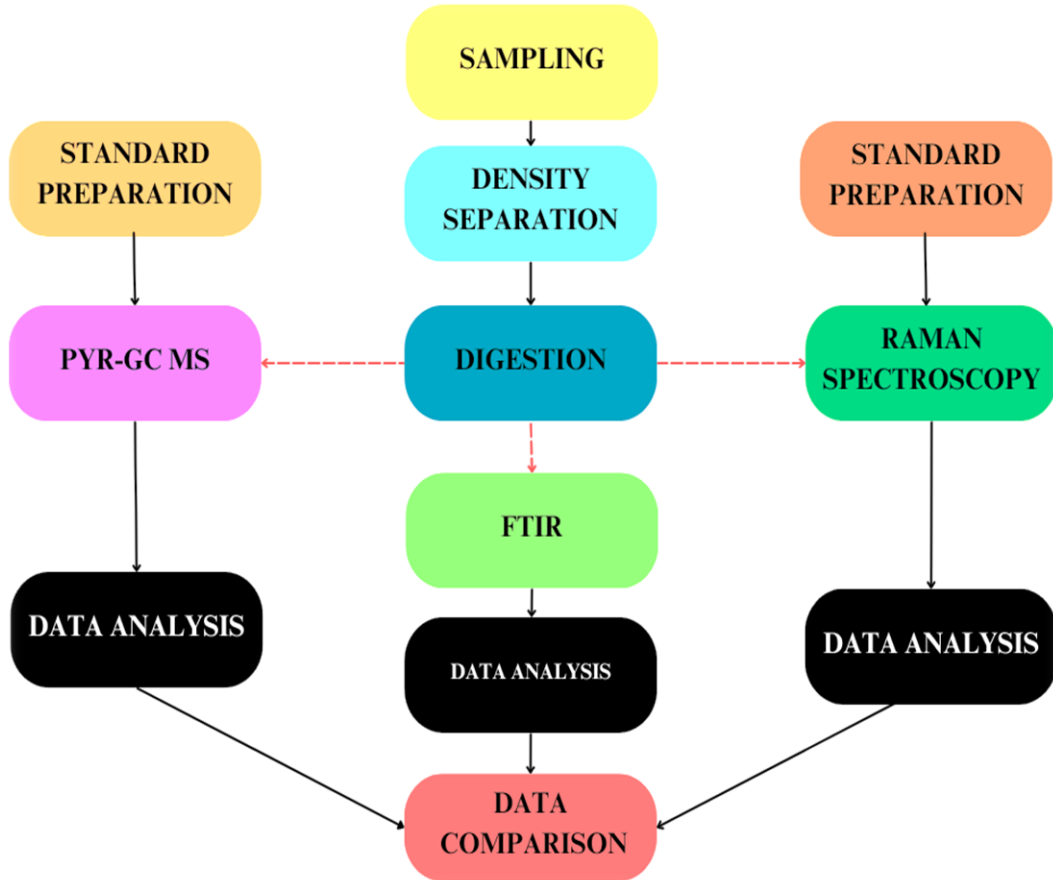 SAMPLING
STANDARD
PREPARATION
DENSITY
SEPARATION
STANDARD
PREPARATION
PYR-GC MS
DIGESTION
RAMAN
SPECTROSCOPY
FTIR
DATA ANALYSIS
DATA ANALYSIS
DATA ANALYSIS
DATA
COMPARISON